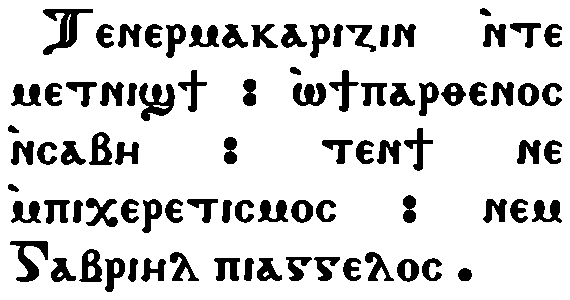 Ⲧⲉⲛⲉⲣⲙⲁⲕⲁⲣⲓⲍⲓⲛ ⲛ̀ⲧⲉ
ⲙⲉⲧⲛⲓϣϯ : ⲱ̀ϯⲡⲁⲣⲑⲉⲛⲟⲥ
ⲛ̀ⲥⲁⲃⲏ : ⲧⲉⲛϯ ⲛⲉ
ⲙ̀ⲡⲓⲭⲉⲣⲉⲧⲓⲥⲙⲟⲥ : ⲛⲉⲙ
Ⲅⲁⲃⲣⲓⲏⲗ ⲡⲓⲁⲅⲅⲉⲗⲟⲥ .